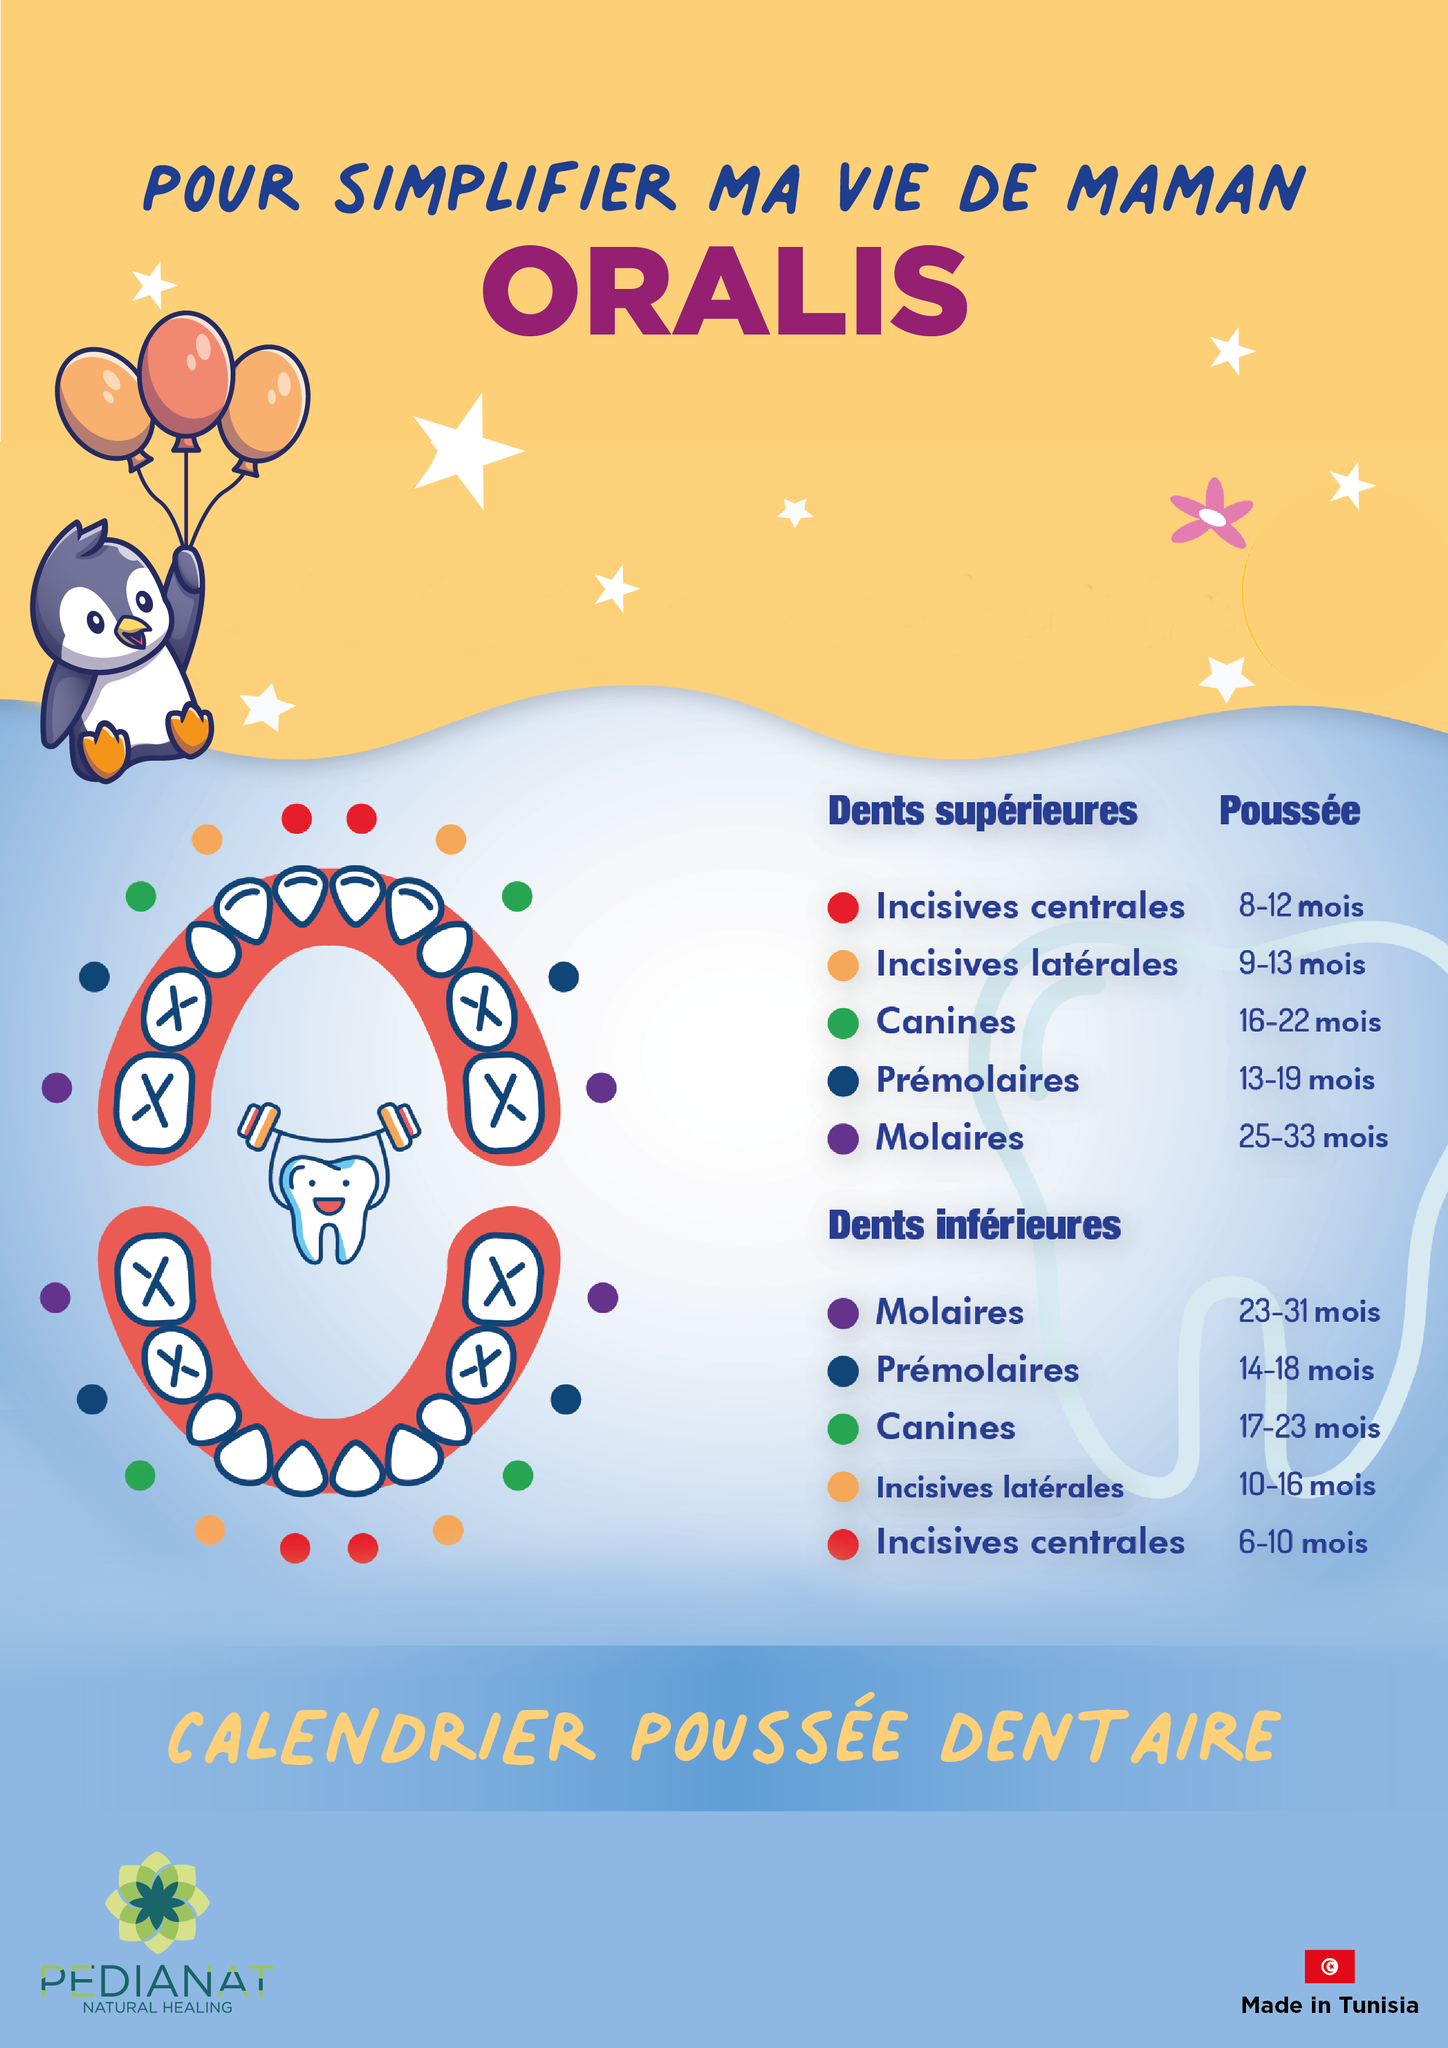 POUR SIMPLIFIER MA VIE DE MAMAN
ORALIS
Dents supérieures Poussée
Incisives centrales 8-12 mois
Incisives latérales 9-13 mois
Canines 16-22 mois
Prémolaires 13-19 mois
Molaires 25-33 mois
Dents inférieures
Molaires 23-31 mois
Prémolaires 14-18 mois
Canines 17-23 mois
Incisives latérales 10-16 mois
Incisives centrales 6-10 mois
CALENDRIER POUSSÉE DENTAIRE
PEDIANAT
NATURAL HEALING
Made in Tunisia